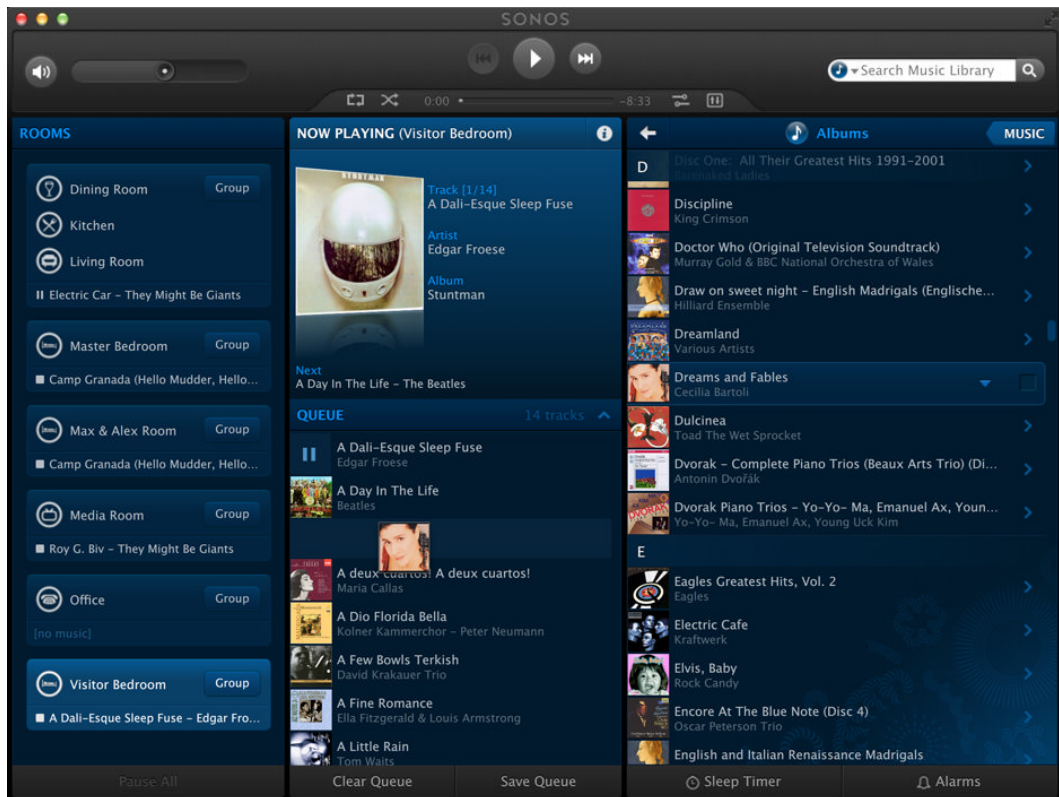 SONOS
Search Music Library
0:00
-8:33
ROOMS
Dining Room
Group
Kitchen
Living Room
Electric Car – They Might Be Giants
Master Bedroom
Group
Camp Granada (Hello Mudder, Hello...
Max & Alex Room
Group
Camp Granada (Hello Mudder, Hello...
Media Room
Group
Roy G. Biv – They Might Be Giants
Office
Group
[no music]
Visitor Bedroom
Group
A Dali-Esque Sleep Fuse – Edgar Fro...
Pause All
NOW PLAYING (Visitor Bedroom)
STUNTMAN
Track [1/14]
A Dali-Esque Sleep Fuse
Artist
Edgar Froese
Album
Stuntman
Next
A Day In The Life – The Beatles
QUEUE
14 tracks
A Dali-Esque Sleep Fuse
Edgar Froese
A Day In The Life
Beatles
A deux cuartos! A deux cuartos!
Maria Callas
A Dio Florida Bella
Kolner Kammerchor – Peter Neumann
A Few Bowls Terkish
David Krakauer Trio
A Fine Romance
Ella Fitzgerald & Louis Armstrong
A Little Rain
Tom Waits
Clear Queue
Save Queue
Albums
MUSIC
D
Disc One: All Their Greatest Hits 1991-2001
Barenaked Ladies
Discipline
King Crimson
Doctor Who (Original Television Soundtrack)
Murray Gold & BBC National Orchestra of Wales
Draw on sweet night – English Madrigals (Englische...
Hilliard Ensemble
Dreamland
Various Artists
Dreams and Fables
Cecilia Bartoli
Dulcinea
Toad The Wet Sprocket
Dvorak – Complete Piano Trios (Beaux Arts Trio) (Di...
Antonin Dvořák
Dvorak Piano Trios – Yo-Yo- Ma, Emanuel Ax, Youn...
Yo-Yo- Ma, Emanuel Ax, Young Uck Kim
E
Eagles Greatest Hits, Vol. 2
Eagles
Electric Cafe
Kraftwerk
Elvis, Baby
Rock Candy
Encore At The Blue Note (Disc 4)
Oscar Peterson Trio
English and Italian Renaissance Madrigals
Sleep Timer
Alarms